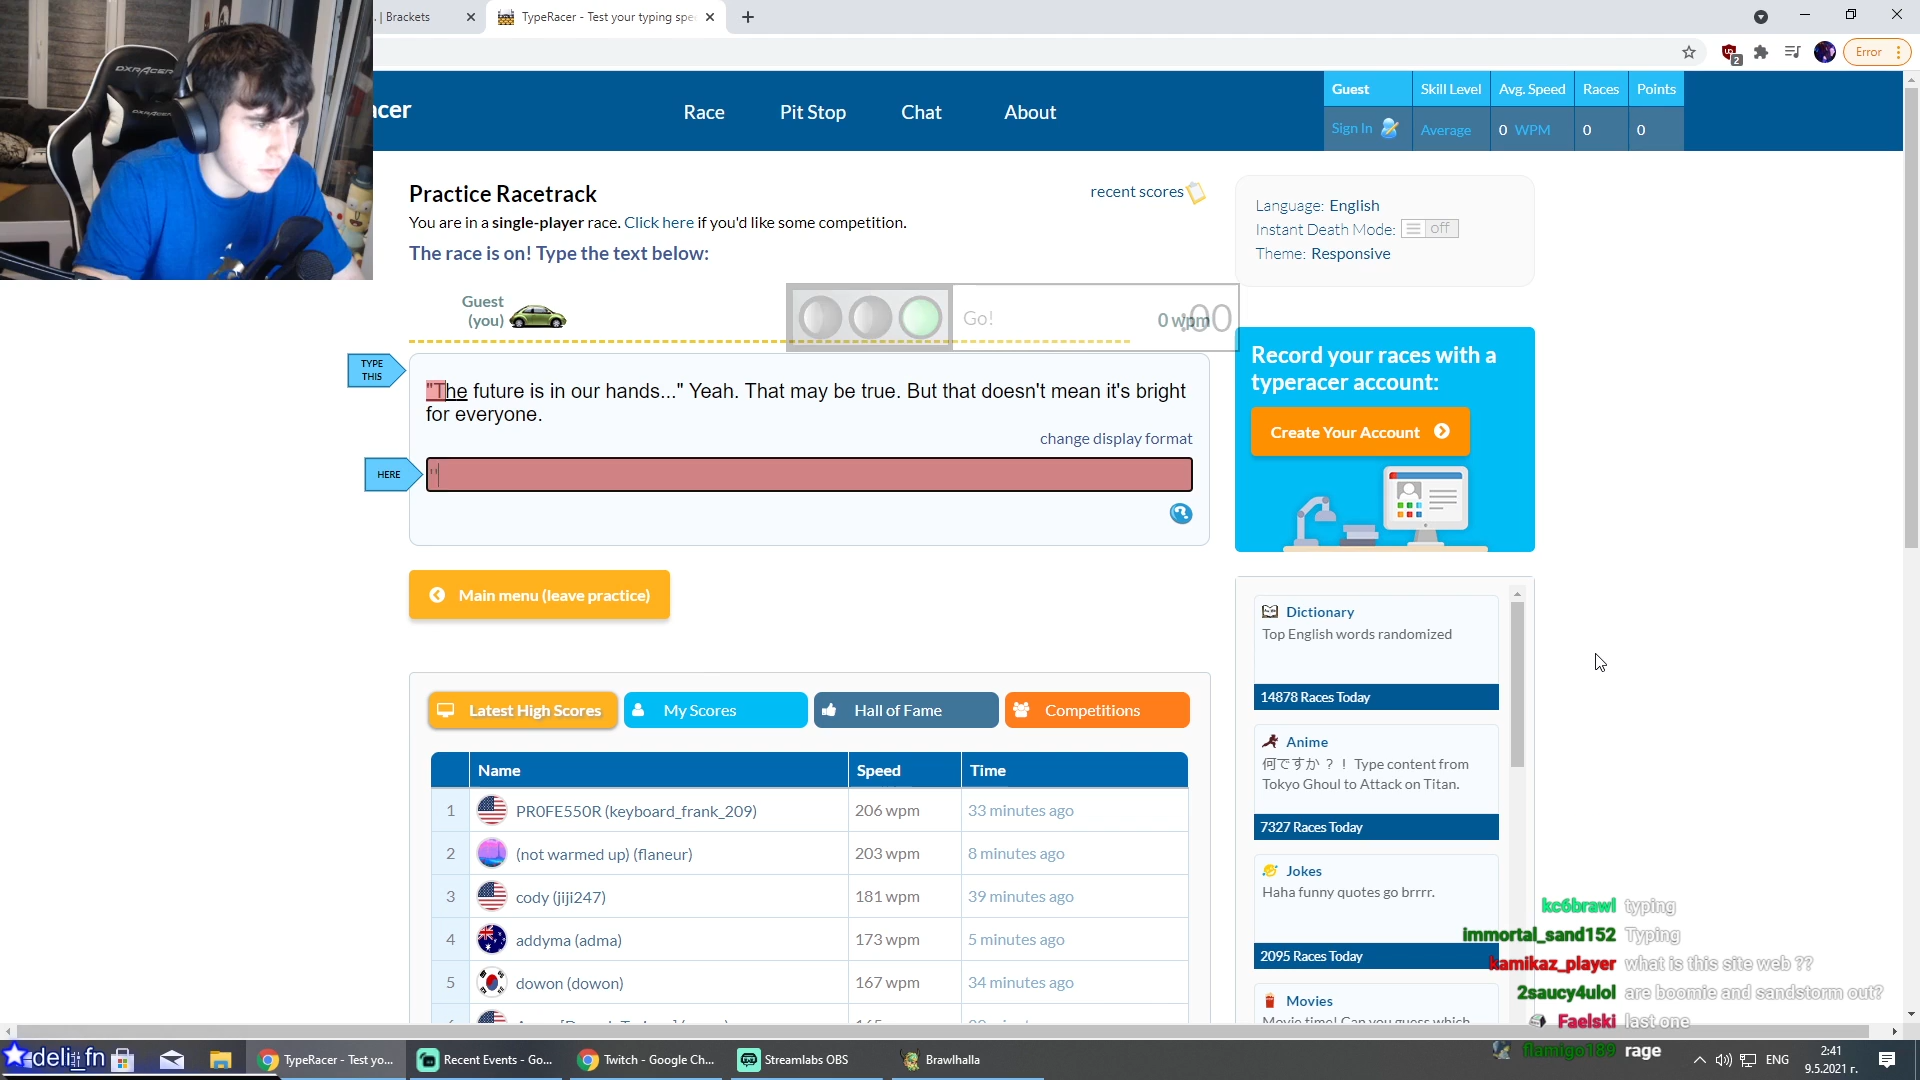 . | Brackets
TypeRacer - Test your typing spe
2
Error
DXRACER
acer
Race
Pit Stop
Chat
About
Guest
Skill Level
Avg. Speed
Races
Points
Sign In
Average
0 WPM
0
0
Practice Racetrack
recent scores
You are in a single-player race. Click here if you'd like some competition.
The race is on! Type the text below:
Language: English
Instant Death Mode: off
Theme: Responsive
Guest
(you)
Go!
0 wpm
:00
TYPE
THIS
"The future is in our hands..." Yeah. That may be true. But that doesn't mean it's bright
for everyone.
change display format
HERE
''
Record your races with a
typeracer account:
Create Your Account
Main menu (leave practice)
Dictionary
Top English words randomized
14878 Races Today
Anime
何ですか ? ! Type content from
Tokyo Ghoul to Attack on Titan.
7327 Races Today
Jokes
Haha funny quotes go brrrr.
2095 Races Today
Movies
Latest High Scores
My Scores
Hall of Fame
Competitions
Name
Speed
Time
1
PR0FE550R (keyboard_frank_209)
206 wpm
33 minutes ago
2
(not warmed up) (flaneur)
203 wpm
8 minutes ago
3
cody (jiji247)
181 wpm
39 minutes ago
4
addyma (adma)
173 wpm
5 minutes ago
5
dowon (dowon)
167 wpm
34 minutes ago
kc6brawl typing
immortal_sand152 Typing
kamikaz_player what is this site web ??
2saucy4ulol are boomie and sandstorm out?
Faelski last one
flamigo189 rage
deli_fn
TypeRacer - Test yo...
Recent Events - Go...
Twitch - Google Ch...
Streamlabs OBS
Brawlhalla
ENG
2:41
9.5.2021 г.